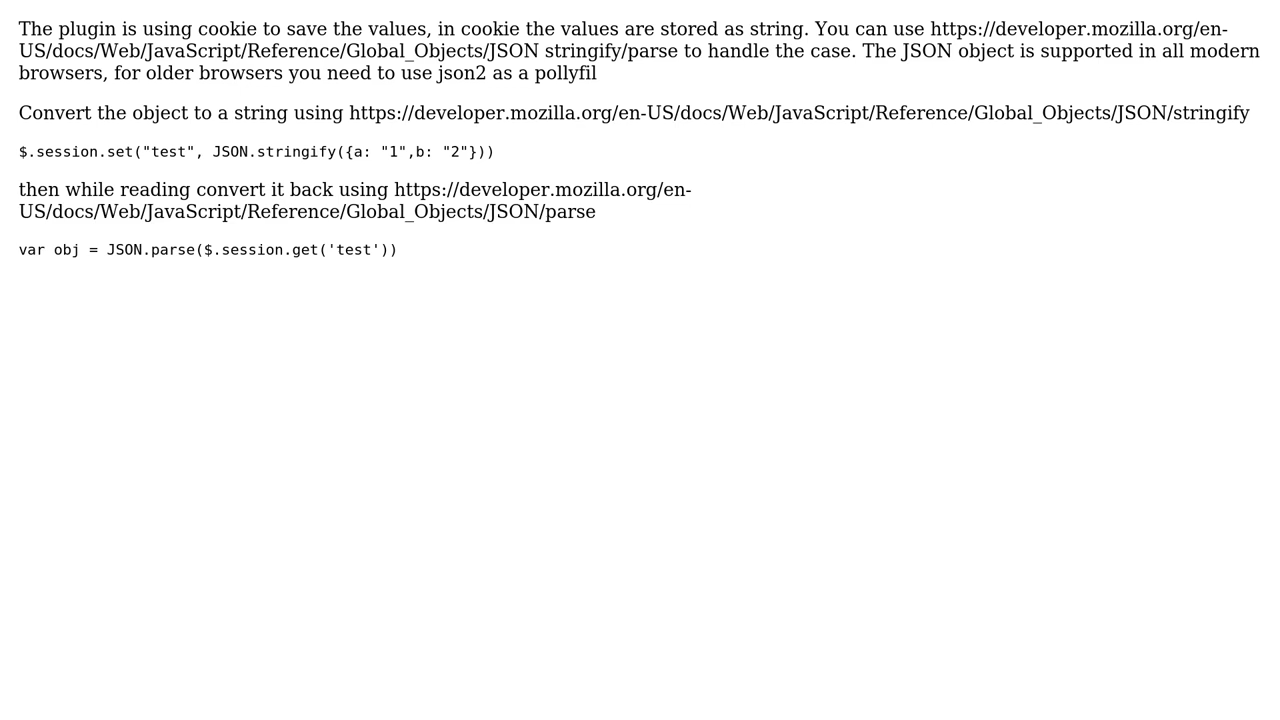 The plugin is using cookie to save the values, in cookie the values are stored as string. You can use https://developer.mozilla.org/en-
US/docs/Web/JavaScript/Reference/Global_Objects/JSON stringify/parse to handle the case. The JSON object is supported in all modern
browsers, for older browsers you need to use json2 as a pollyfil
Convert the object to a string using https://developer.mozilla.org/en-US/docs/Web/JavaScript/Reference/Global_Objects/JSON/stringify
$.session.set("test", JSON.stringify({a: "1",b: "2"}))
then while reading convert it back using https://developer.mozilla.org/en-
US/docs/Web/JavaScript/Reference/Global_Objects/JSON/parse
var obj = JSON.parse($.session.get('test'))